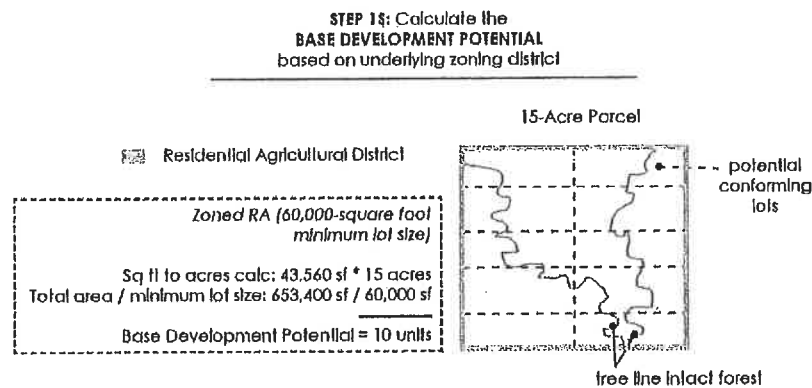 STEP 1$: Calculate the
BASE DEVELOPMENT POTENTIAL
based on underlying zoning district
15-Acre Parcel
Residential Agricultural District
potential
conforming
lots
Zoned RA (60,000-square foot
minimum lot size)
Sq ft to acres calc: 43,560 sf * 15 acres
Total area / minimum lot size: 653,400 sf / 60,000 sf
Base Development Potential = 10 units
tree line intact forest